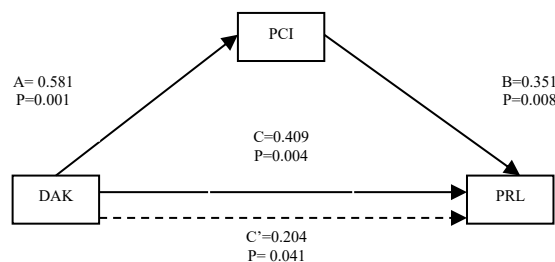 PCI
A= 0.581
P=0.001
B=0.351
P=0.008
C=0.409
P=0.004
DAK
PRL
C’=0.204
P= 0.041